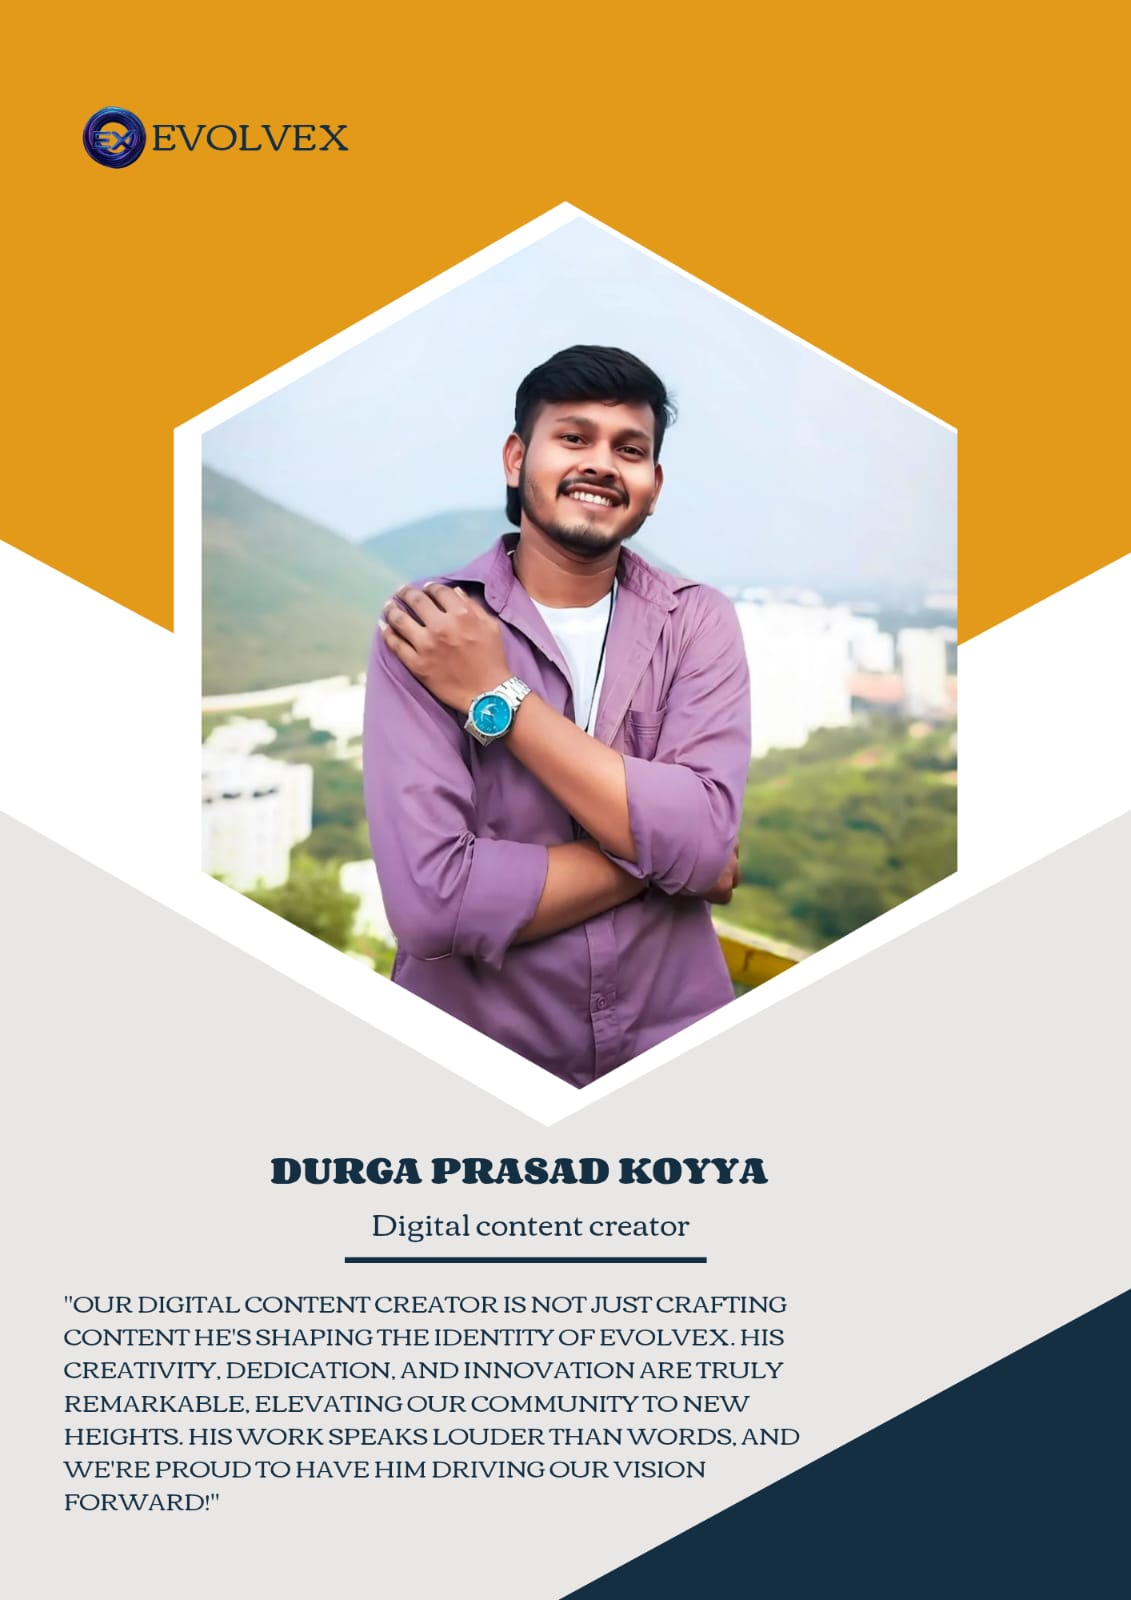 EX EVOLVEX
DURGA PRASAD KOYYA
Digital content creator
"OUR DIGITAL CONTENT CREATOR IS NOT JUST CRAFTING
CONTENT HE'S SHAPING THE IDENTITY OF EVOLVEX. HIS
CREATIVITY, DEDICATION, AND INNOVATION ARE TRULY
REMARKABLE, ELEVATING OUR COMMUNITY TO NEW
HEIGHTS. HIS WORK SPEAKS LOUDER THAN WORDS, AND
WE'RE PROUD TO HAVE HIM DRIVING OUR VISION
FORWARD!"